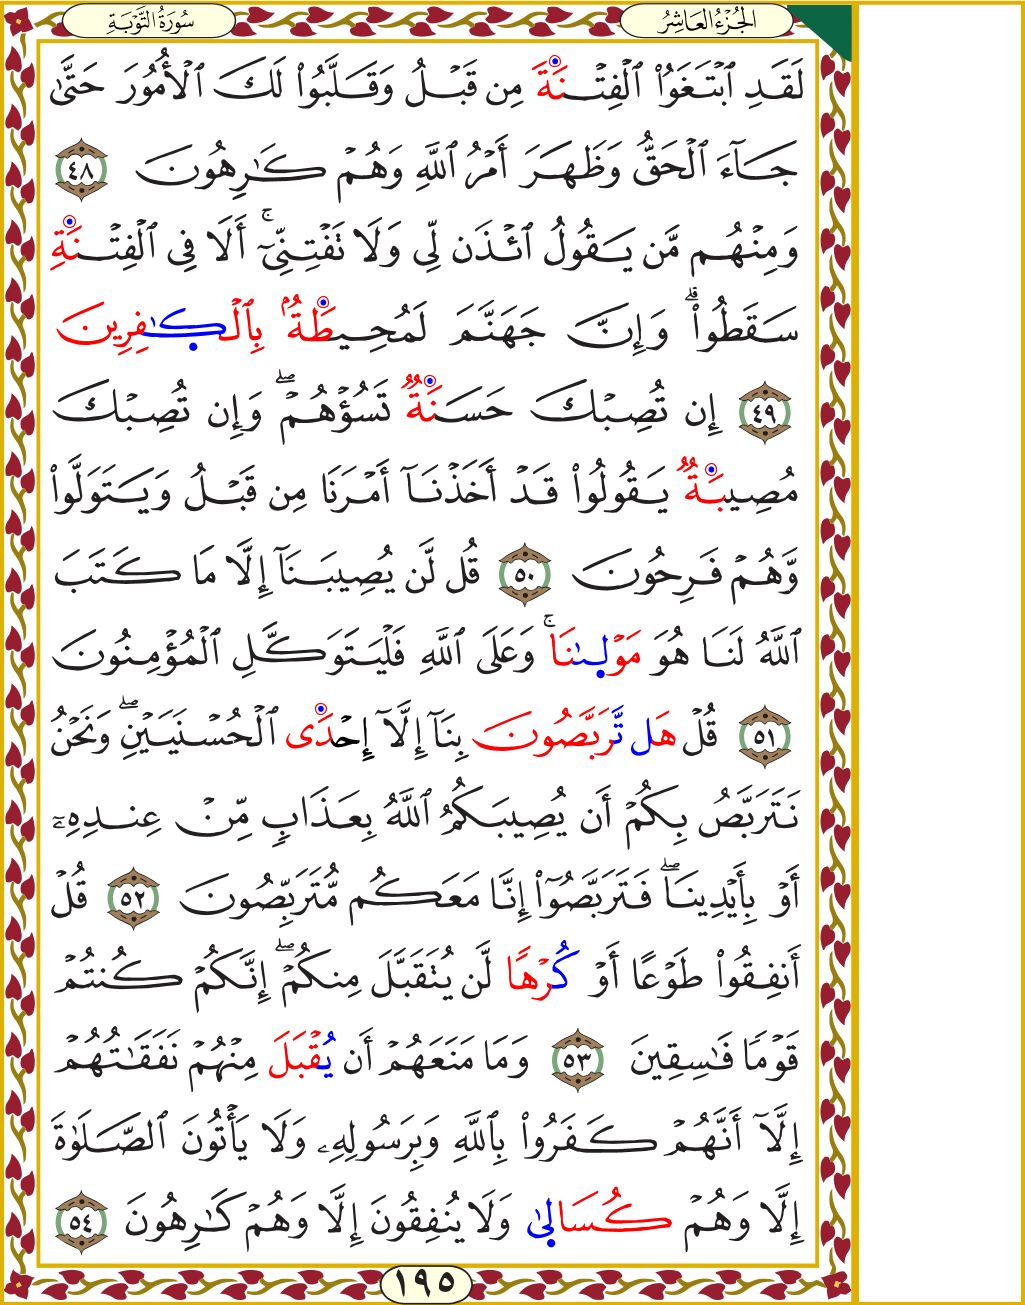 الجُزْءُ العَاشِرُ
سُورَةُ التَّوْبَةِ
لَقَدِ ٱبْتَغَوُا۟ ٱلْفِتْنَةَ مِن قَبْلُ وَقَلَّبُوا۟ لَكَ ٱلْأُمُورَ حَتَّىٰ
جَآءَ ٱلْحَقُّ وَظَهَرَ أَمْرُ ٱللَّهِ وَهُمْ كَـٰرِهُونَ ٤٨
وَمِنْهُم مَّن يَقُولُ ٱئْذَن لِّى وَلَا تَفْتِنِّىٓ ۚ أَلَا فِى ٱلْفِتْنَةِ
سَقَطُوا۟ ۗ وَإِنَّ جَهَنَّمَ لَمُحِيطَةٌۢ بِٱلْكَـٰفِرِينَ
٤٩ إِن تُصِبْكَ حَسَنَةٌ تَسُؤْهُمْ ۖ وَإِن تُصِبْكَ
مُصِيبَةٌ يَقُولُوا۟ قَدْ أَخَذْنَآ أَمْرَنَا مِن قَبْلُ وَيَتَوَلَّوا۟
وَّهُمْ فَرِحُونَ ٥٠ قُل لَّن يُصِيبَنَآ إِلَّا مَا كَتَبَ
ٱللَّهُ لَنَا هُوَ مَوْلَىٰنَا ۚ وَعَلَى ٱللَّهِ فَلْيَتَوَكَّلِ ٱلْمُؤْمِنُونَ
٥١ قُلْ هَل تَّرَبَّصُونَ بِنَآ إِلَّآ إِحْدَى ٱلْحُسْنَيَيْنِ ۖ وَنَحْنُ
نَتَرَبَّصُ بِكُمْ أَن يُصِيبَكُمُ ٱللَّهُ بِعَذَابٍ مِّنْ عِندِهِۦٓ
أَوْ بِأَيْدِينَا ۖ فَتَرَبَّصُوٓا۟ إِنَّا مَعَكُم مُّتَرَبِّصُونَ ٥٢ قُلْ
أَنفِقُوا۟ طَوْعًا أَوْ كُرْهًا لَّن يُتَقَبَّلَ مِنكُمْ ۖ إِنَّكُمْ كُنتُمْ
قَوْمًا فَـٰسِقِينَ ٥٣ وَمَا مَنَعَهُمْ أَن يُقْبَلَ مِنْهُمْ نَفَقَـٰتُهُمْ
إِلَّآ أَنَّهُمْ كَفَرُوا۟ بِٱللَّهِ وَبِرَسُولِهِۦ وَلَا يَأْتُونَ ٱلصَّلَوٰةَ
إِلَّا وَهُمْ كُسَالَىٰ وَلَا يُنفِقُونَ إِلَّا وَهُمْ كَـٰرِهُونَ ٥٤
١٩٥